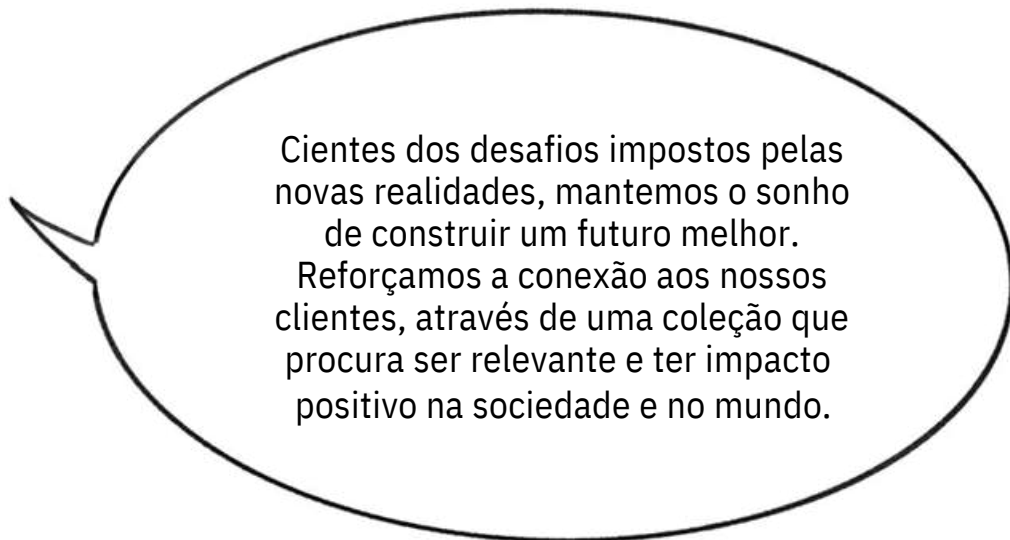 Cientes dos desafios impostos pelas
novas realidades, mantemos o sonho
de construir um futuro melhor.
Reforçamos a conexão aos nossos
clientes, através de uma coleção que
procura ser relevante e ter impacto
positivo na sociedade e no mundo.